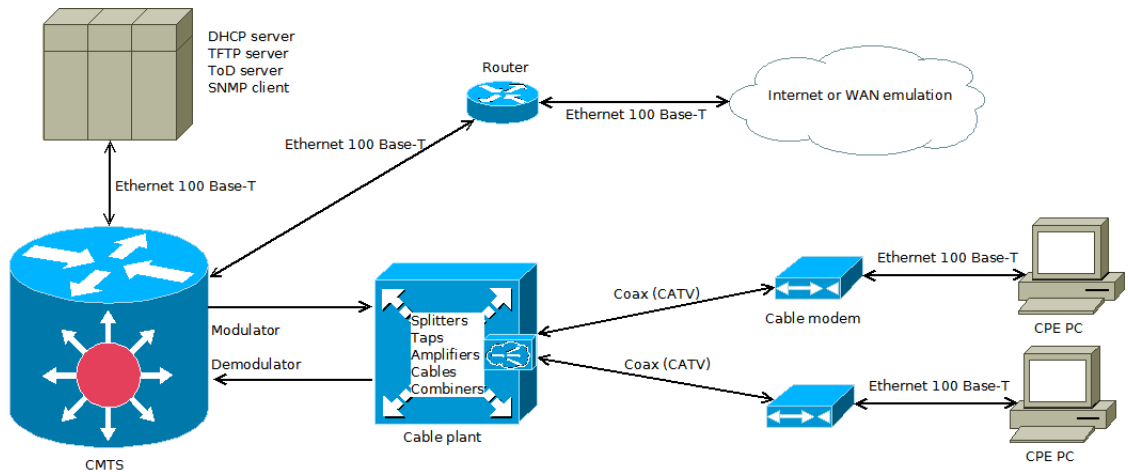 DHCP server
TFTP server
ToD server
SNMP client
Router
Internet or WAN emulation
Ethernet 100 Base-T
Ethernet 100 Base-T
Ethernet 100 Base-T
Ethernet 100 Base-T
Coax (CATV)
Cable modem
CPE PC
Modulator
Demodulator
Splitters
Taps
Amplifiers
Cables
Combiners
Coax (CATV)
Ethernet 100 Base-T
Cable plant
CMTS
CPE PC